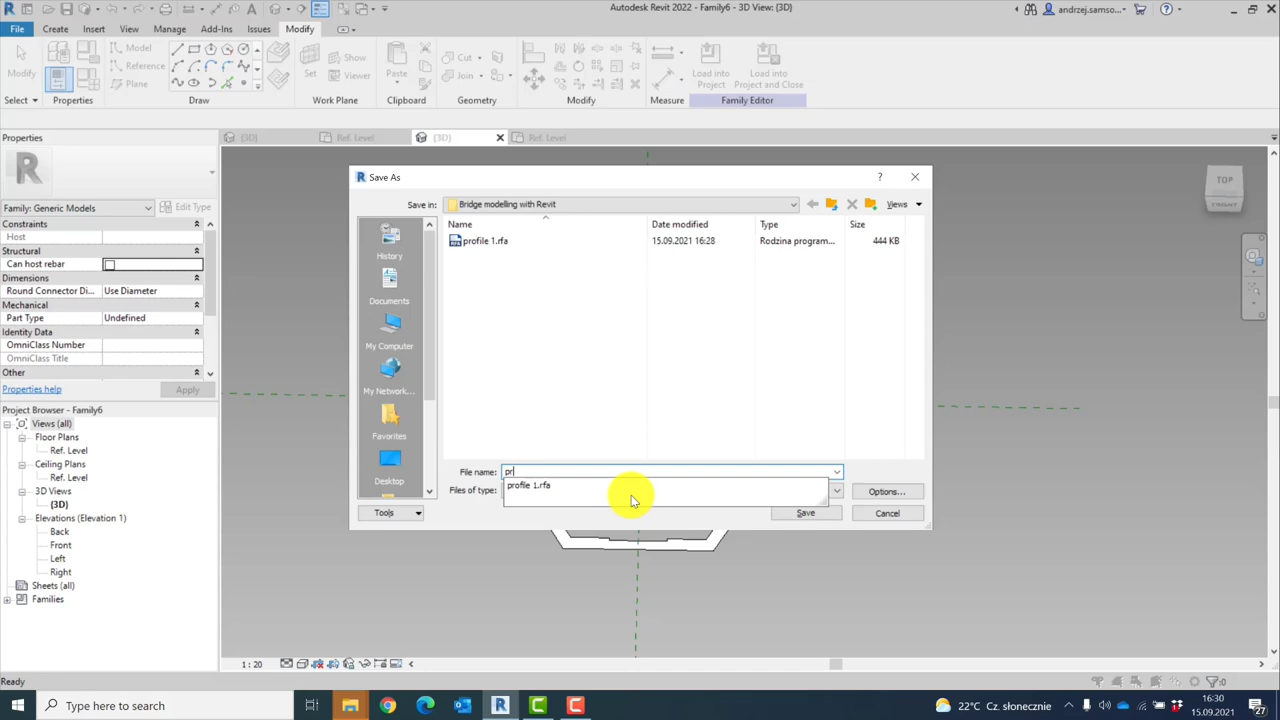 Autodesk Revit 2022 - Family6 - 3D View: {3D}
andrzej.samso...
File Create Insert View Manage Add-Ins Issues Modify
Modify
Select
Properties
Model
Reference
Plane
Draw
Set
Show
Viewer
Work Plane
Paste
Clipboard
Cut
Join
Geometry
Modify
Measure
Load into
Project
Load into
Project and Close
Family Editor
Properties
R
Family: Generic Models
Edit Type
Constraints
Host
Structural
Can host rebar
Dimensions
Round Connector Di... Use Diameter
Mechanical
Part Type Undefined
Identity Data
OmniClass Number
OmniClass Title
Other
Properties help
Apply
Project Browser - Family6
Views (all)
Floor Plans
Ref. Level
Ceiling Plans
Ref. Level
3D Views
{3D}
Elevations (Elevation 1)
Back
Front
Left
Right
Sheets (all)
Families
{3D} Ref. Level {3D} Ref. Level
Save As
Save in: Bridge modelling with Revit
Views
Name Date modified Type Size
profile 1.rfa 15.09.2021 16:28 Rodzina program... 444 KB
History
Documents
My Computer
My Network...
Favorites
Desktop
File name: pr
profile 1.rfa
Files of type:
Options...
Tools
Save
Cancel
TOP
FRONT
1 : 20
Ready
:0
Type here to search
22°C Cz. słonecznie
16:30
15.09.2021
27